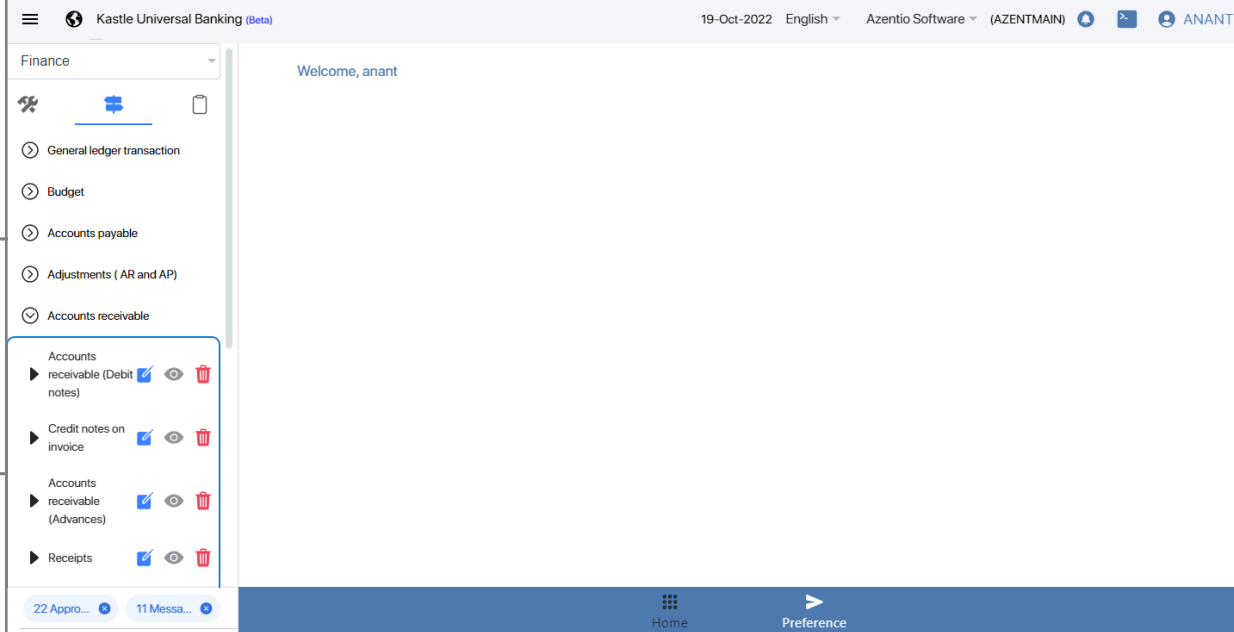 Kastle Universal Banking (Beta)
19-Oct-2022 English Azentio Software (AZENTMAIN) ANANT
Finance
Welcome, anant
General ledger transaction
Budget
Accounts payable
Adjustments ( AR and AP)
Accounts receivable
Accounts
receivable (Debit
notes)
Credit notes on
invoice
Accounts
receivable
(Advances)
Receipts
22 Appro...
11 Messa...
Home
Preference